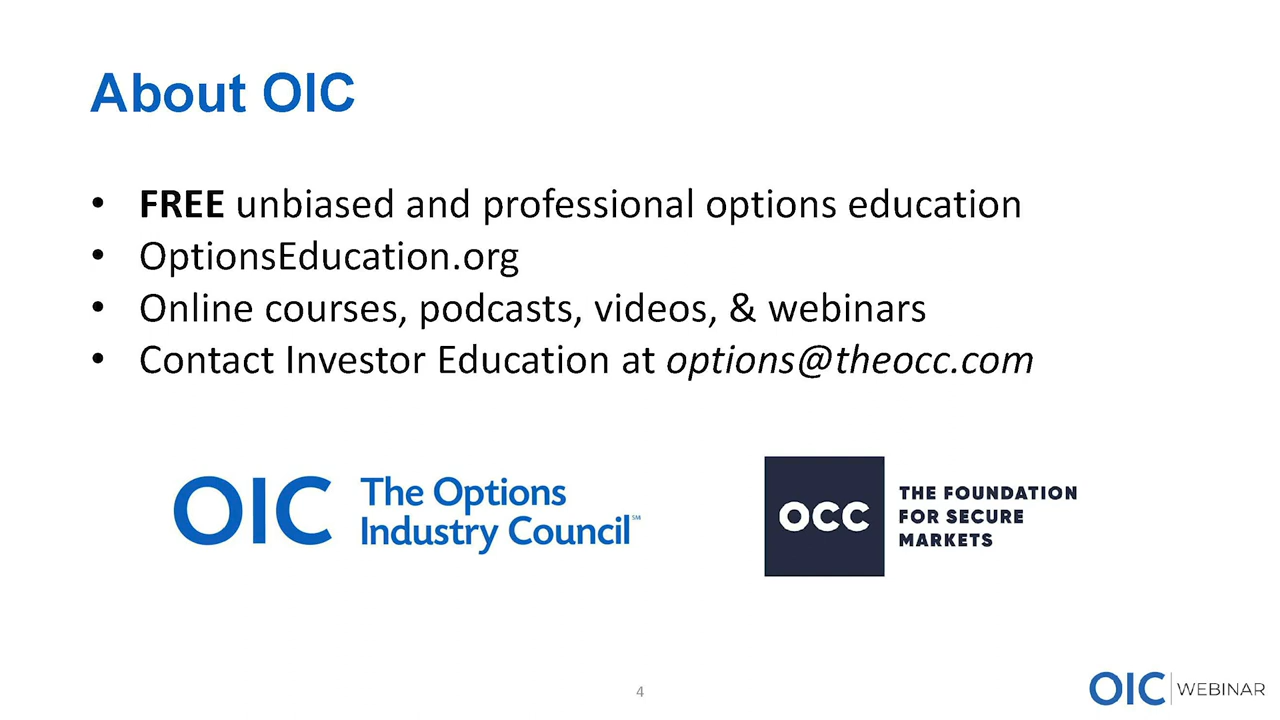 About OIC
• FREE unbiased and professional options education
• OptionsEducation.org
• Online courses, podcasts, videos, & webinars
• Contact Investor Education at options@theocc.com
OIC The Options
Industry Council℠
OCC
THE FOUNDATION
FOR SECURE
MARKETS
4
OIC WEBINAR